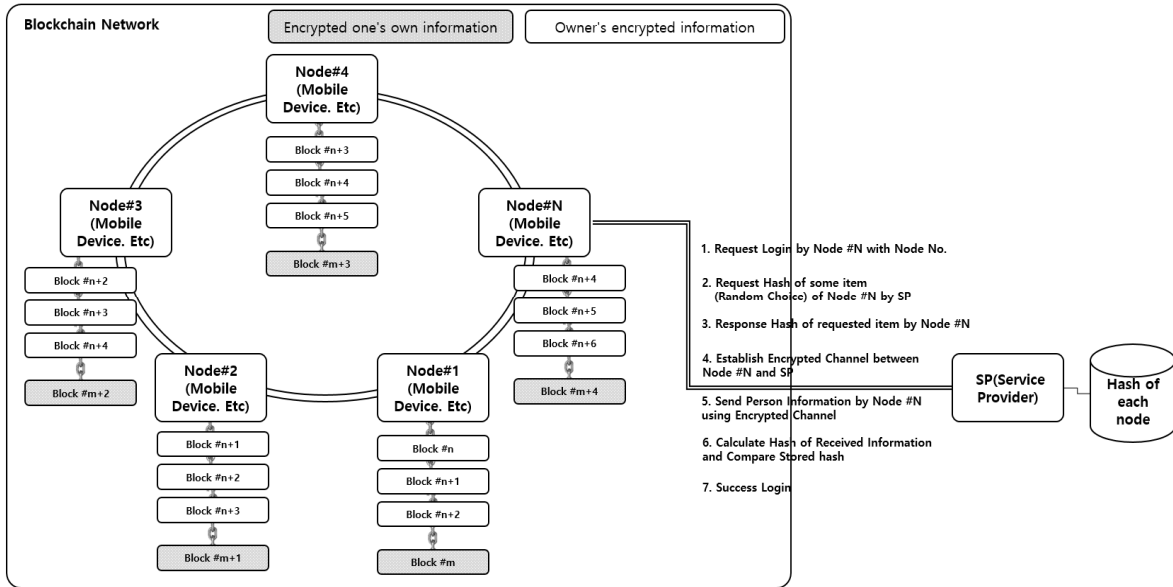 Blockchain Network
Encrypted one's own information
Owner's encrypted information
Node#4
(Mobile
Device. Etc)
Block #n+3
Block #n+4
Block #n+5
Block #m+3
Node#3
(Mobile
Device. Etc)
Block #n+2
Block #n+3
Block #n+4
Block #m+2
Node#N
(Mobile
Device. Etc)
Block #n+4
Block #n+5
Block #n+6
Block #m+4
Node#2
(Mobile
Device. Etc)
Block #n+1
Block #n+2
Block #n+3
Block #m+1
Node#1
(Mobile
Device. Etc)
Block #n
Block #n+1
Block #n+2
Block #m
1. Request Login by Node #N with Node No.
2. Request Hash of some item
(Random Choice) of Node #N by SP
3. Response Hash of requested item by Node #N
4. Establish Encrypted Channel between
Node #N and SP
5. Send Person Information by Node #N
using Encrypted Channel
6. Calculate Hash of Received Information
and Compare Stored hash
7. Success Login
SP(Service
Provider)
Hash of
each
node